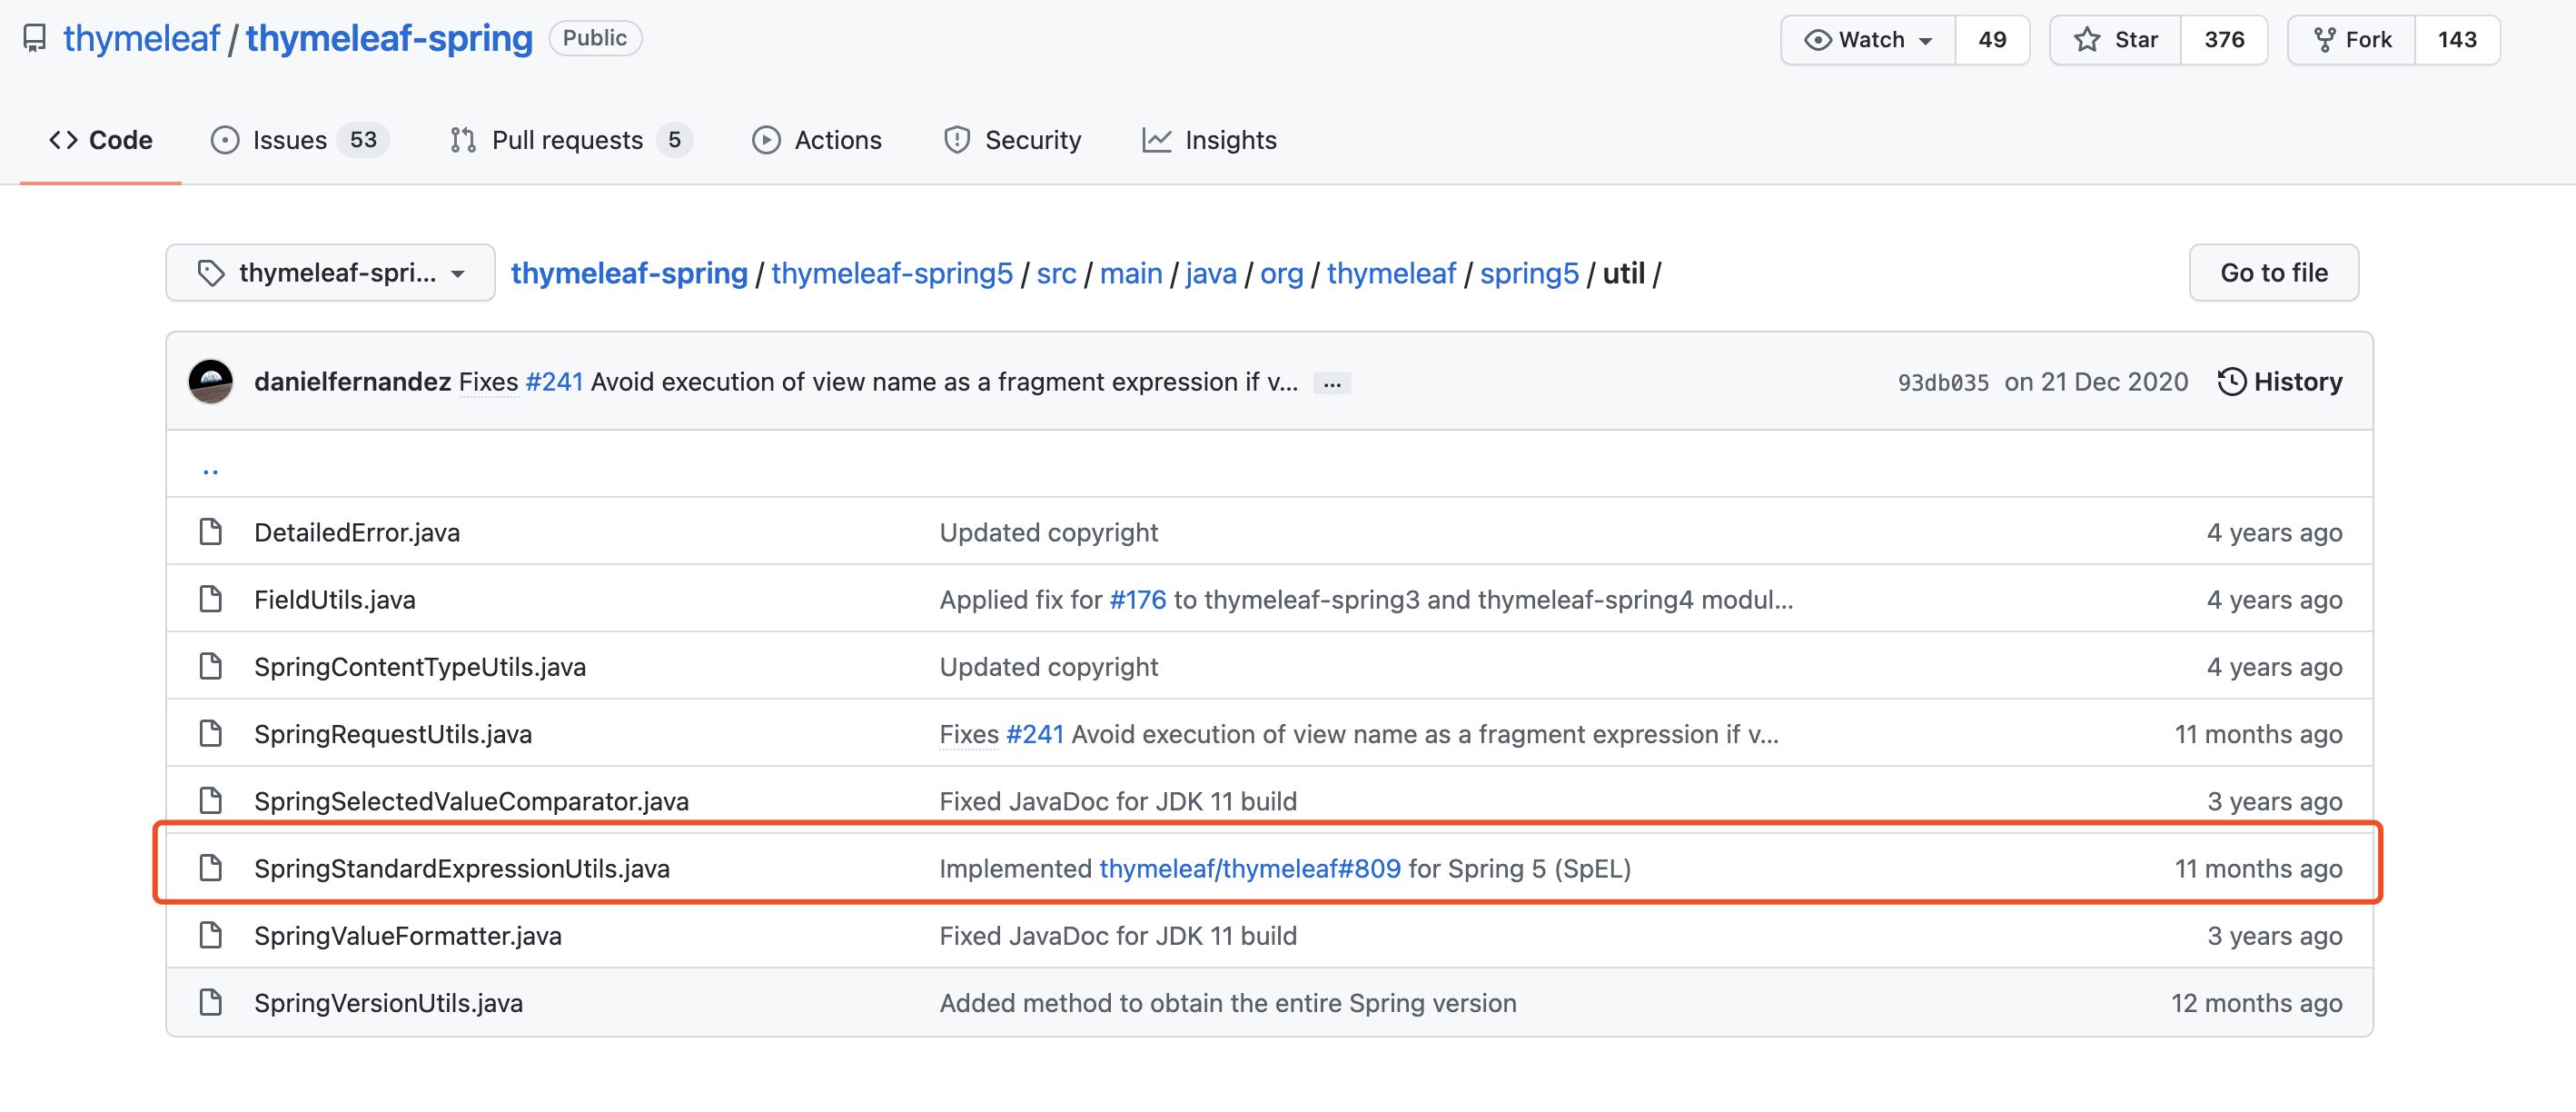 thymeleaf / thymeleaf-spring Public Watch 49 Star 376 Fork 143
Code Issues 53 Pull requests 5 Actions Security Insights
thymeleaf-spri... thymeleaf-spring / thymeleaf-spring5 / src / main / java / org / thymeleaf / spring5 / util / Go to file
danielfernandez Fixes #241 Avoid execution of view name as a fragment expression if v... ... 93db035 on 21 Dec 2020 History
..
DetailedError.java Updated copyright 4 years ago
FieldUtils.java Applied fix for #176 to thymeleaf-spring3 and thymeleaf-spring4 modul... 4 years ago
SpringContentTypeUtils.java Updated copyright 4 years ago
SpringRequestUtils.java Fixes #241 Avoid execution of view name as a fragment expression if v... 11 months ago
SpringSelectedValueComparator.java Fixed JavaDoc for JDK 11 build 3 years ago
SpringStandardExpressionUtils.java Implemented thymeleaf/thymeleaf#809 for Spring 5 (SpEL) 11 months ago
SpringValueFormatter.java Fixed JavaDoc for JDK 11 build 3 years ago
SpringVersionUtils.java Added method to obtain the entire Spring version 12 months ago